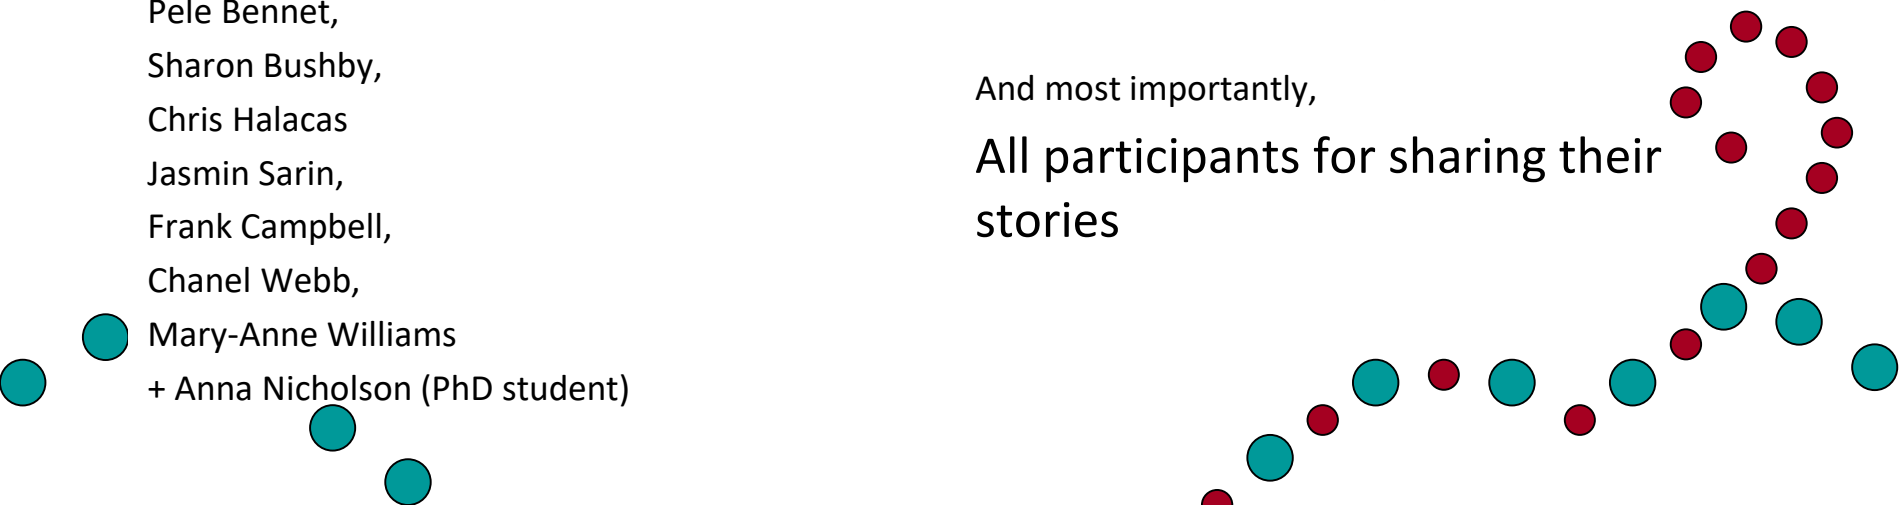 Pele Bennet,
Sharon Bushby,
Chris Halacas
Jasmin Sarin,
Frank Campbell,
Chanel Webb,
Mary-Anne Williams
+ Anna Nicholson (PhD student)
And most importantly,
All participants for sharing their
stories